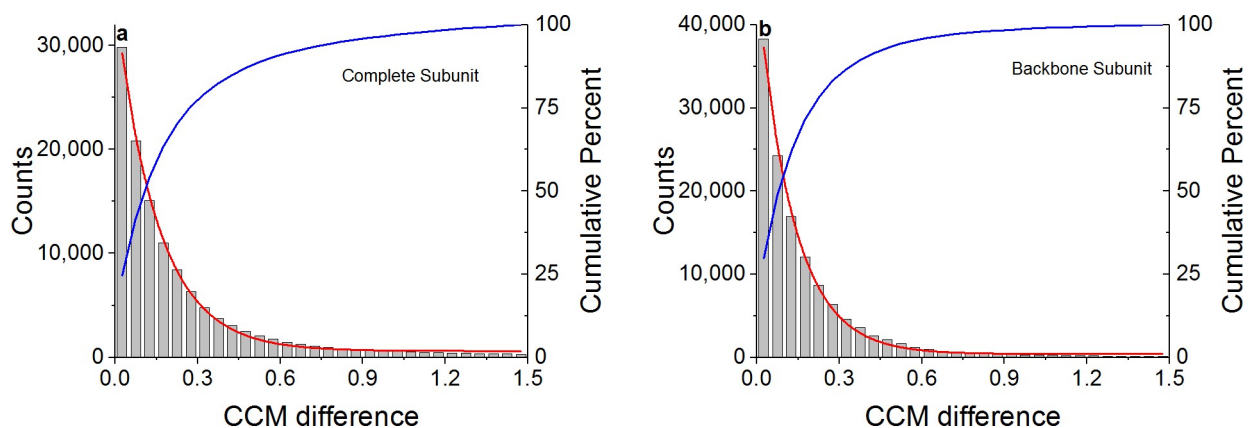 a
Complete Subunit
Counts
30,000
20,000
10,000
0
100
75
50
25
0
Cumulative Percent
0.0 0.3 0.6 0.9 1.2 1.5
CCM difference
b
Backbone Subunit
Counts
40,000
30,000
20,000
10,000
0
100
75
50
25
0
Cumulative Percent
0.0 0.3 0.6 0.9 1.2 1.5
CCM difference